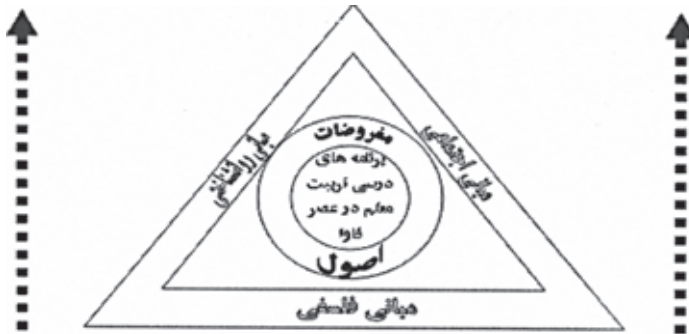 مفروضات
برنامه های
درسی تربیت
معلم در عصر
فاوا
اصول
مبانی روانشناختی
مبانی اجتماعی
مبانی فلسفی